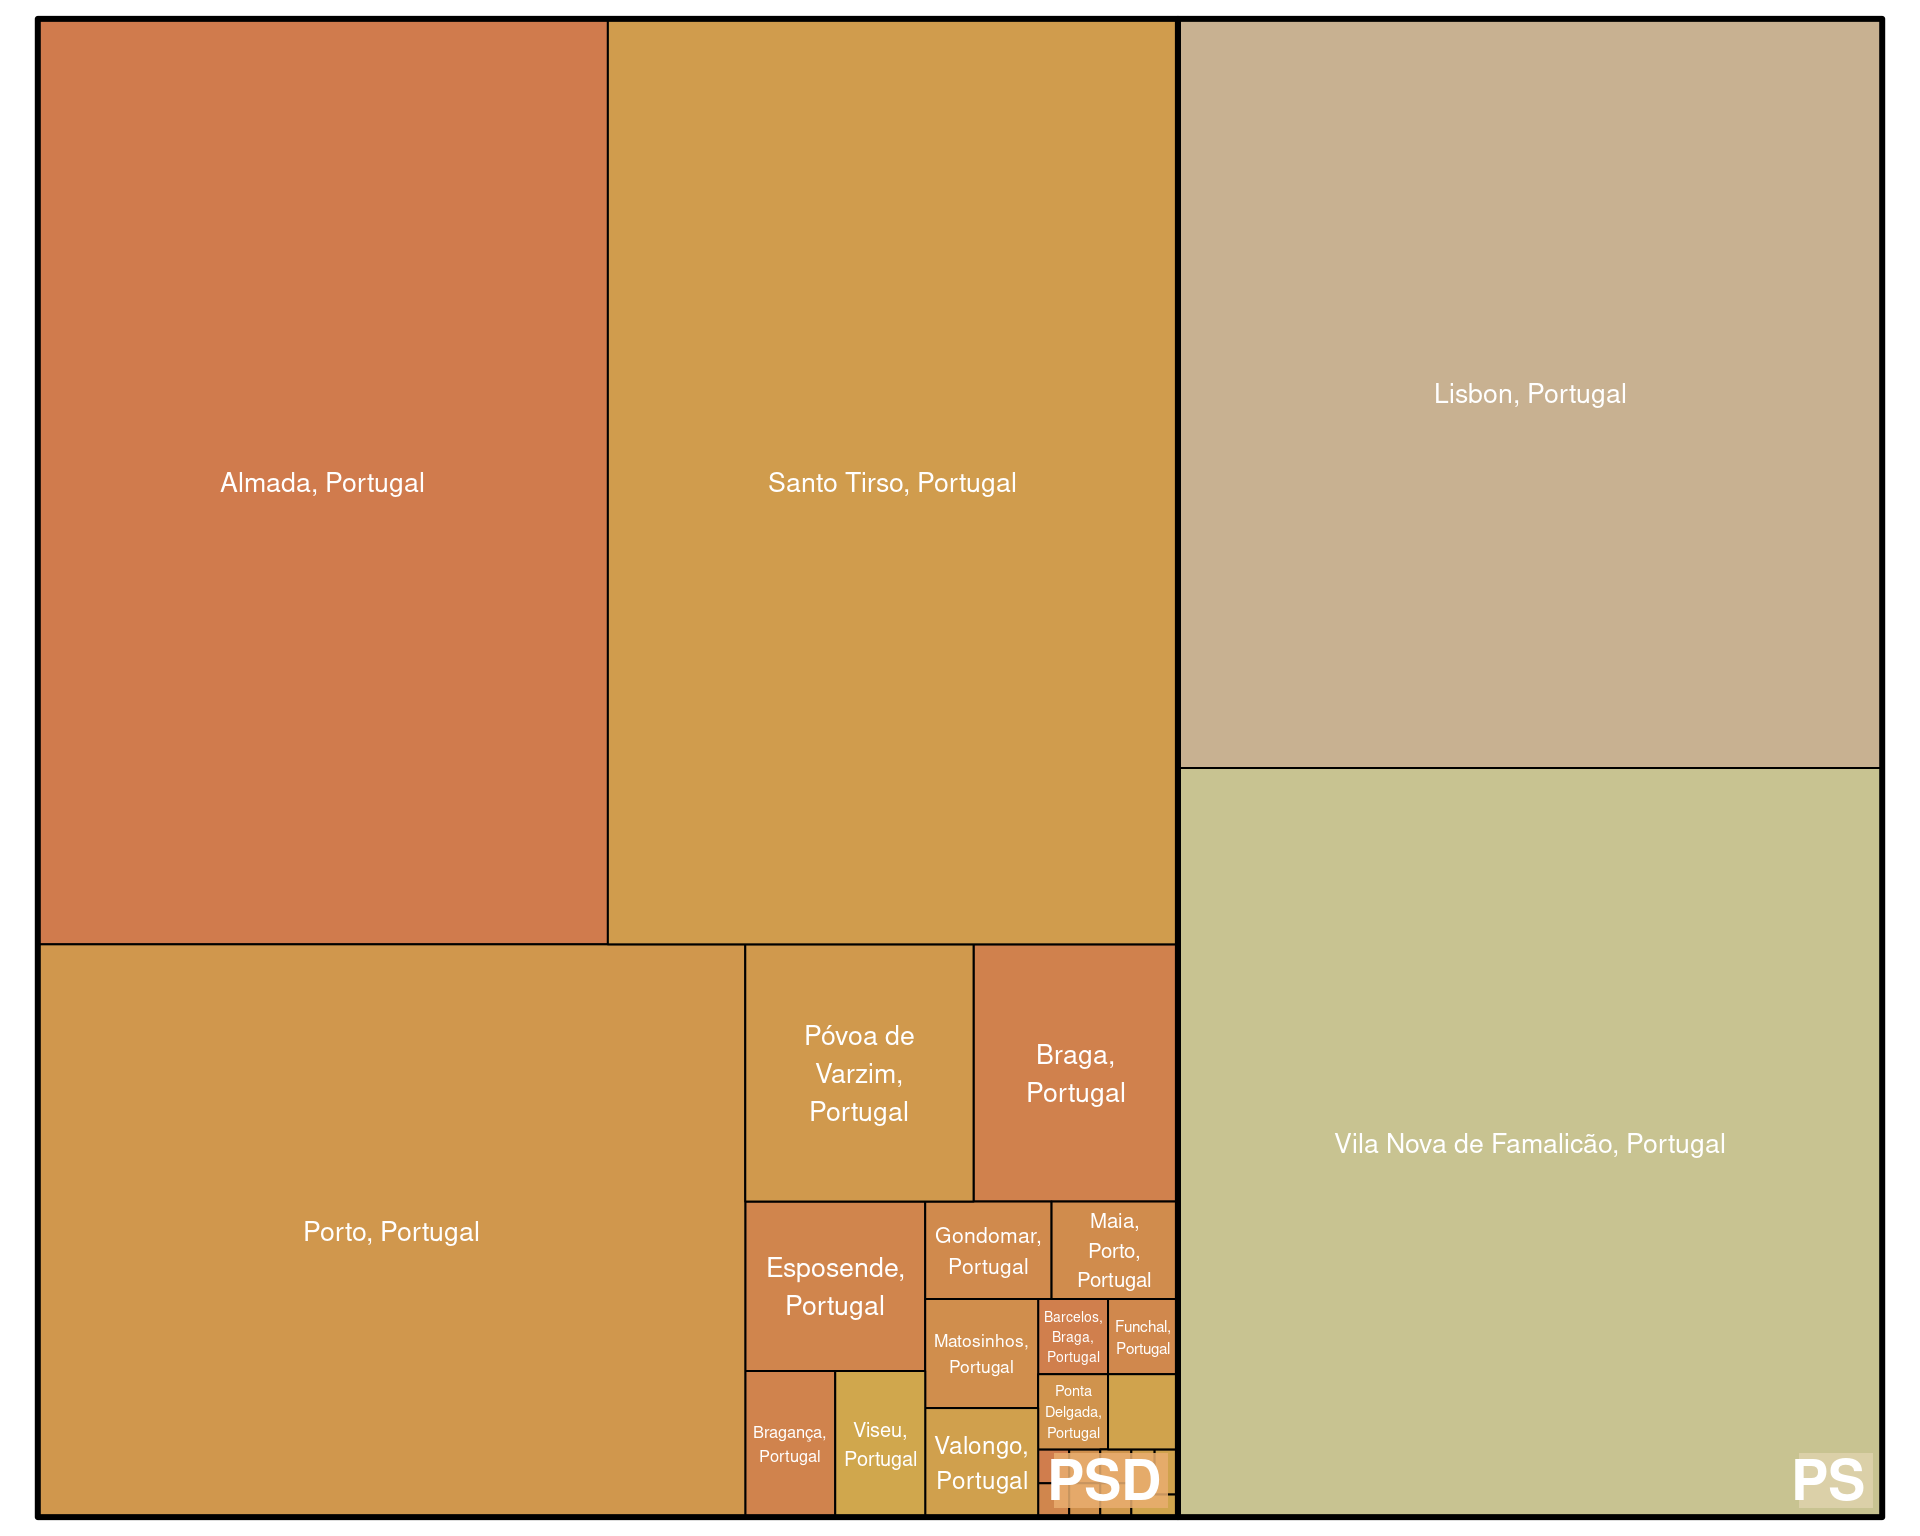 Almada, Portugal
Santo Tirso, Portugal
Lisbon, Portugal
Porto, Portugal
Póvoa de
Varzim,
Portugal
Braga,
Portugal
Vila Nova de Famalicão, Portugal
Esposende,
Portugal
Gondomar,
Portugal
Maia,
Porto,
Portugal
Matosinhos,
Portugal
Barcelos,
Braga,
Portugal
Funchal,
Portugal
Ponta
Delgada,
Portugal
Bragança,
Portugal
Viseu,
Portugal
Valongo,
Portugal
PSD
PS